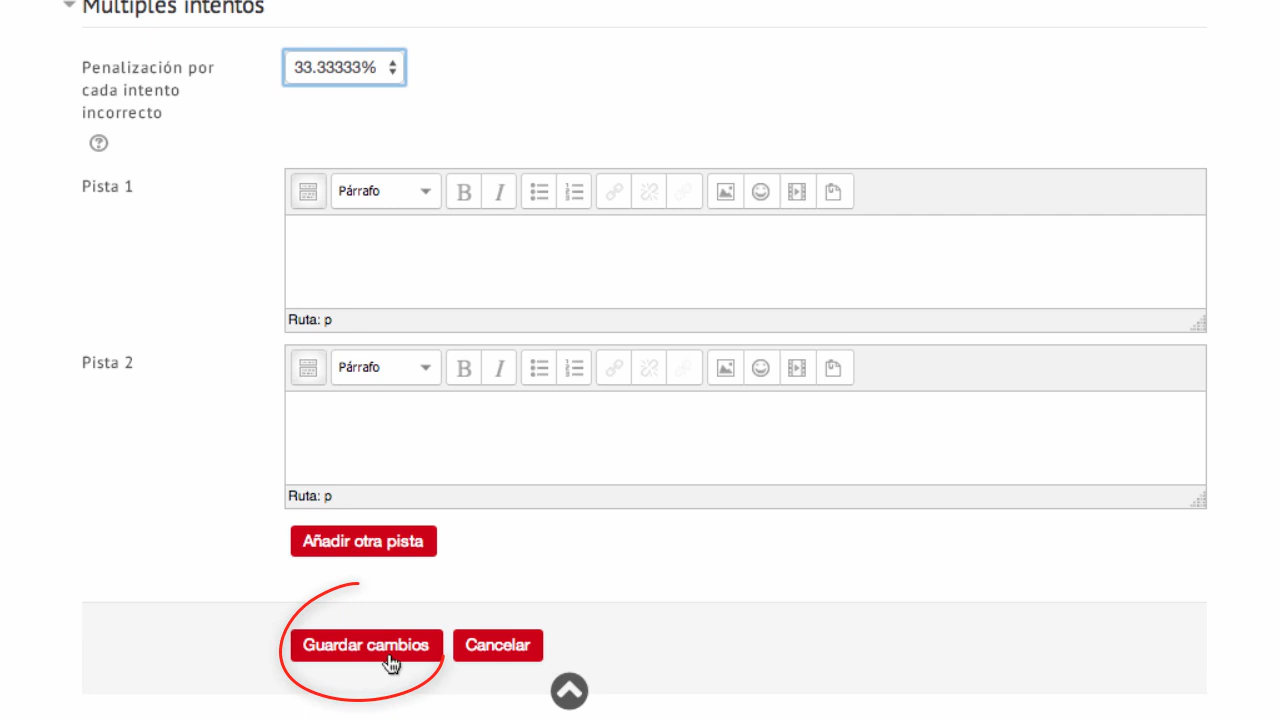 Múltiples intentos
Penalización por
cada intento
incorrecto
33.33333%
Pista 1
Párrafo
B I
Ruta: p
Pista 2
Párrafo
B I
Ruta: p
Añadir otra pista
Guardar cambios
Cancelar